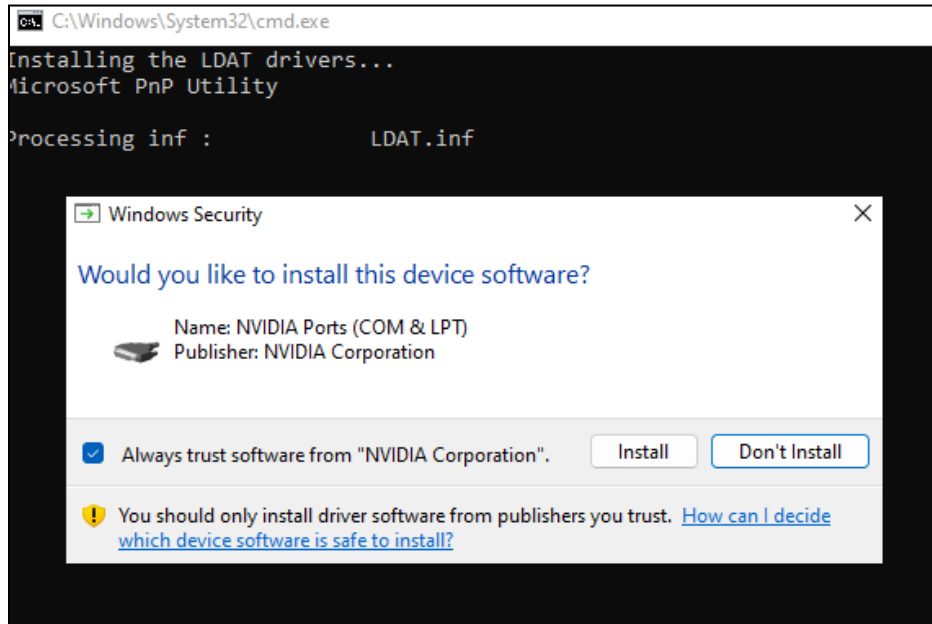 C:\Windows\System32\cmd.exe
Installing the LDAT drivers...
Microsoft PnP Utility
Processing inf : LDAT.inf
Windows Security
Would you like to install this device software?
Name: NVIDIA Ports (COM & LPT)
Publisher: NVIDIA Corporation
Always trust software from "NVIDIA Corporation".
Install
Don't Install
You should only install driver software from publishers you trust. How can I decide
which device software is safe to install?